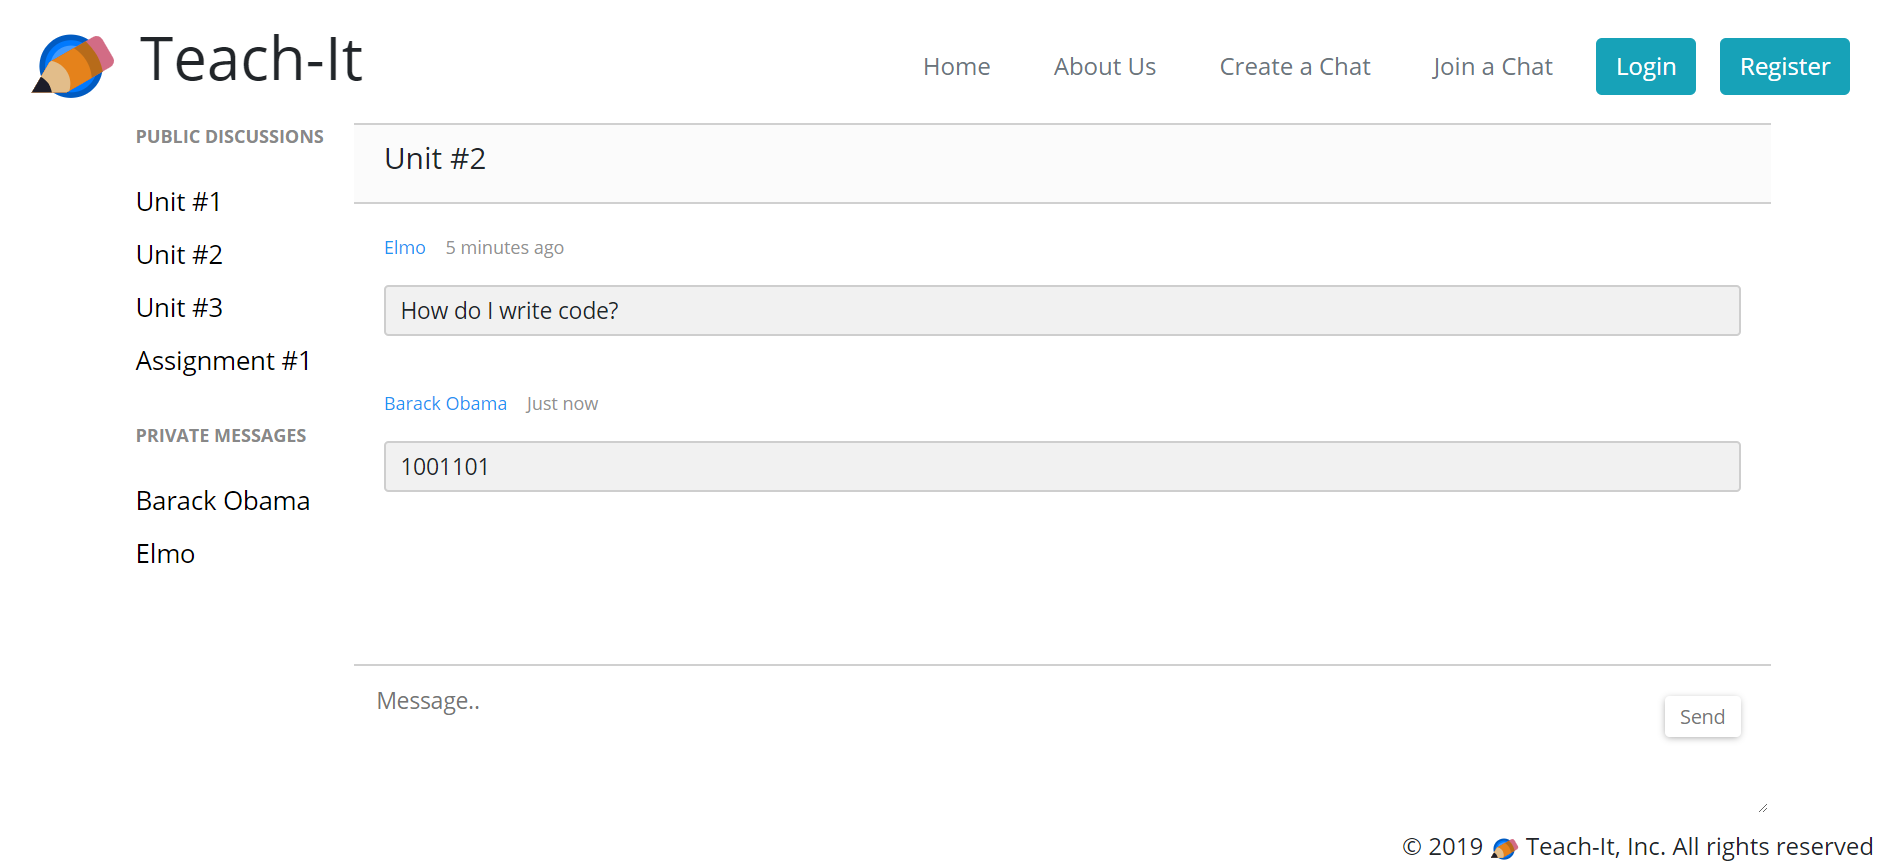 Teach-It
Home
About Us
Create a Chat
Join a Chat
Login
Register
PUBLIC DISCUSSIONS
Unit #1
Unit #2
Unit #3
Assignment #1
PRIVATE MESSAGES
Barack Obama
Elmo
Unit #2
Elmo 5 minutes ago
How do I write code?
Barack Obama Just now
1001101
Message..
Send
© 2019 Teach-It, Inc. All rights reserved